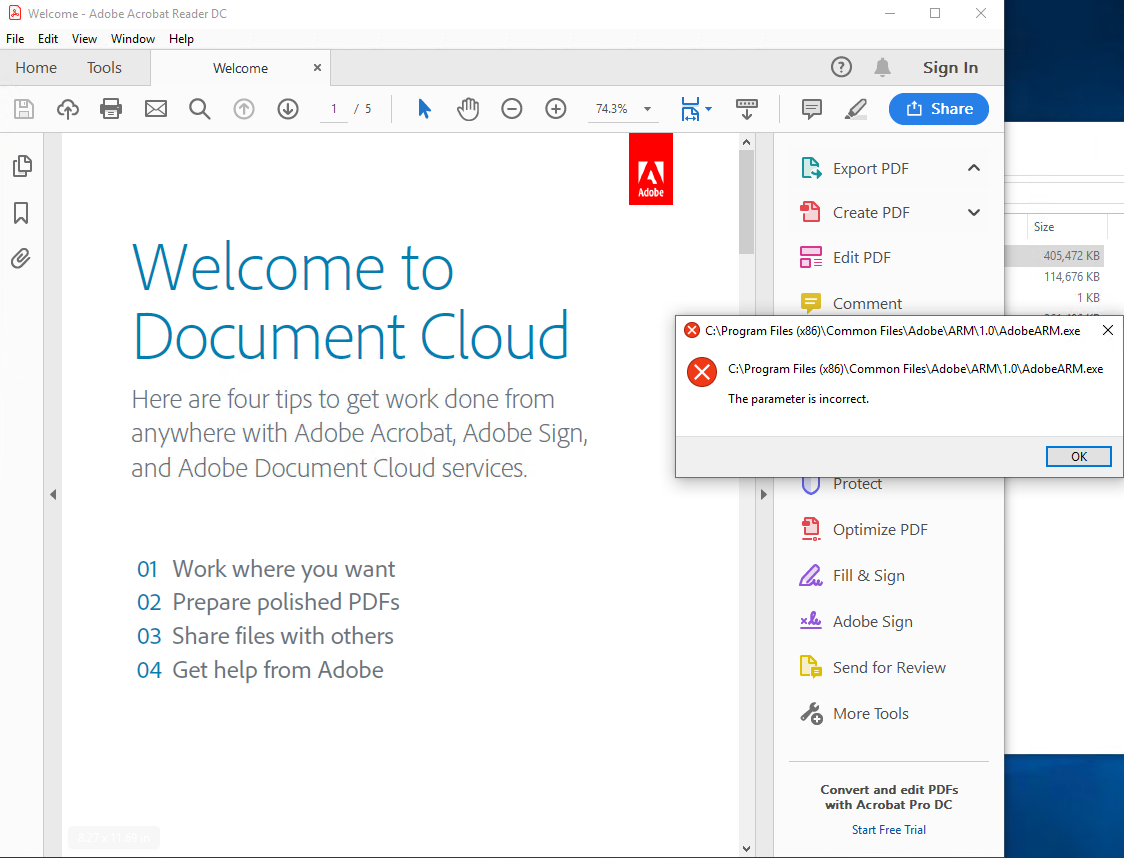 Welcome - Adobe Acrobat Reader DC
File Edit View Window Help
Home Tools Welcome × ? Sign In
1 / 5 74.3% Share
Adobe
Welcome to
Document Cloud
Here are four tips to get work done from
anywhere with Adobe Acrobat, Adobe Sign,
and Adobe Document Cloud services.
01 Work where you want
02 Prepare polished PDFs
03 Share files with others
04 Get help from Adobe
Export PDF
Create PDF
Edit PDF
Comment
Protect
Optimize PDF
Fill & Sign
Adobe Sign
Send for Review
More Tools
Convert and edit PDFs
with Acrobat Pro DC
Start Free Trial
C:\Program Files (x86)\Common Files\Adobe\ARM\1.0\AdobeARM.exe
C:\Program Files (x86)\Common Files\Adobe\ARM\1.0\AdobeARM.exe
The parameter is incorrect.
OK
Size
405,472 KB
114,676 KB
1 KB